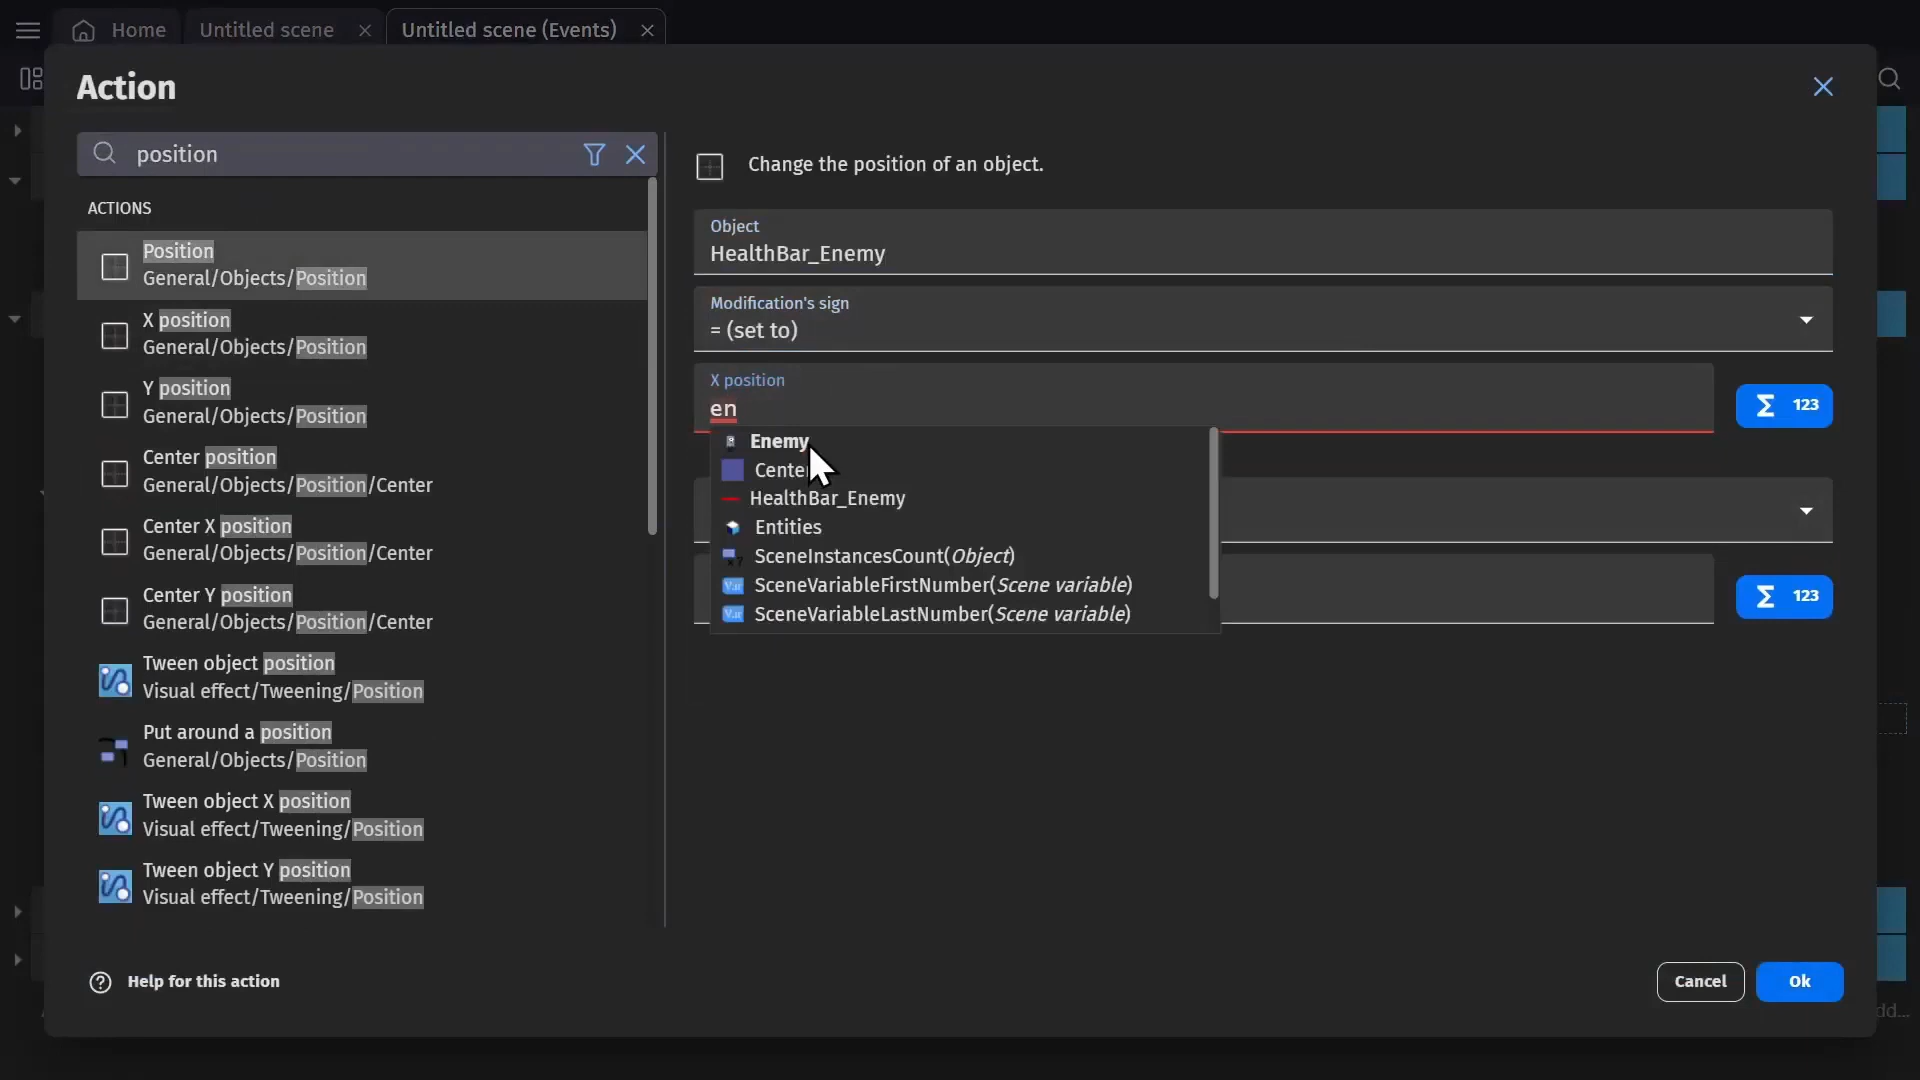 Home
Untitled scene
Untitled scene (Events)
Action
position
ACTIONS
Position
General/Objects/Position
X position
General/Objects/Position
Y position
General/Objects/Position
Center position
General/Objects/Position/Center
Center X position
General/Objects/Position/Center
Center Y position
General/Objects/Position/Center
Tween object position
Visual effect/Tweening/Position
Put around a position
General/Objects/Position
Tween object X position
Visual effect/Tweening/Position
Tween object Y position
Visual effect/Tweening/Position
Help for this action
Change the position of an object.
Object
HealthBar_Enemy
Modification's sign
= (set to)
X position
en
Σ 123
Enemy
Center
HealthBar_Enemy
Entities
SceneInstancesCount(Object)
SceneVariableFirstNumber(Scene variable)
SceneVariableLastNumber(Scene variable)
Σ 123
Cancel
Ok